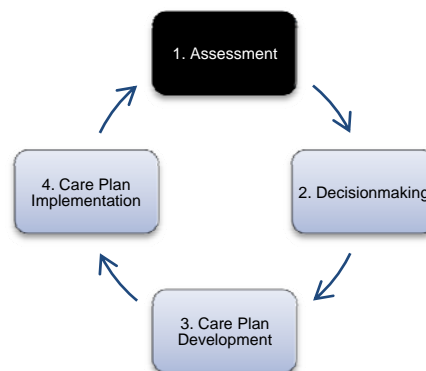 1. Assessment
2. Decisionmaking
3. Care Plan
Development
4. Care Plan
Implementation